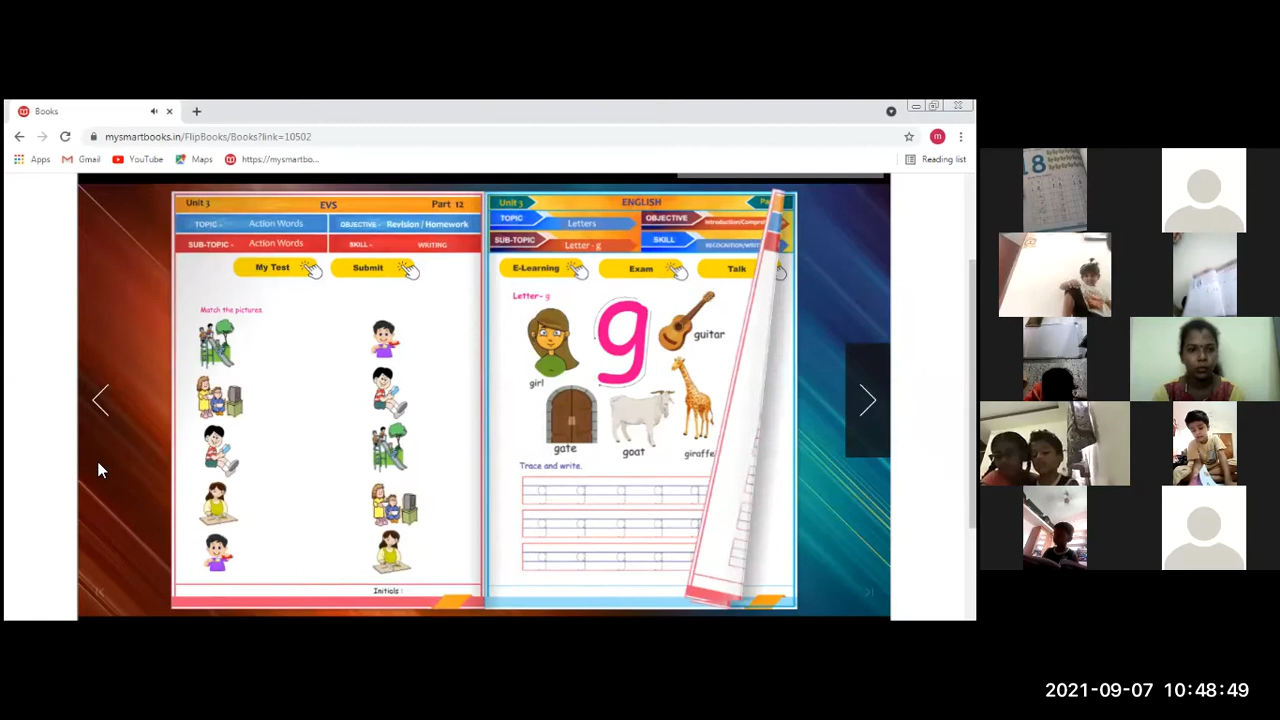 Books
mysmartbooks.in/FlipBooks/Books?link=10502
m
Apps Gmail YouTube Maps https://mysmartbo... Reading list
Unit 3 EVS Part 12
TOPIC - Action Words OBJECTIVE - Revision / Homework
SUB-TOPIC - Action Words SKILL - WRITING
My Test Submit
Match the pictures.
Initials :
Unit 3 ENGLISH
TOPIC Letters OBJECTIVE
SUB-TOPIC Letter - g SKILL
E-Learning Exam Talk
Letter- g
g
girl
guitar
gate
goat
giraffe
Trace and write.
18
2021-09-07 10:48:49